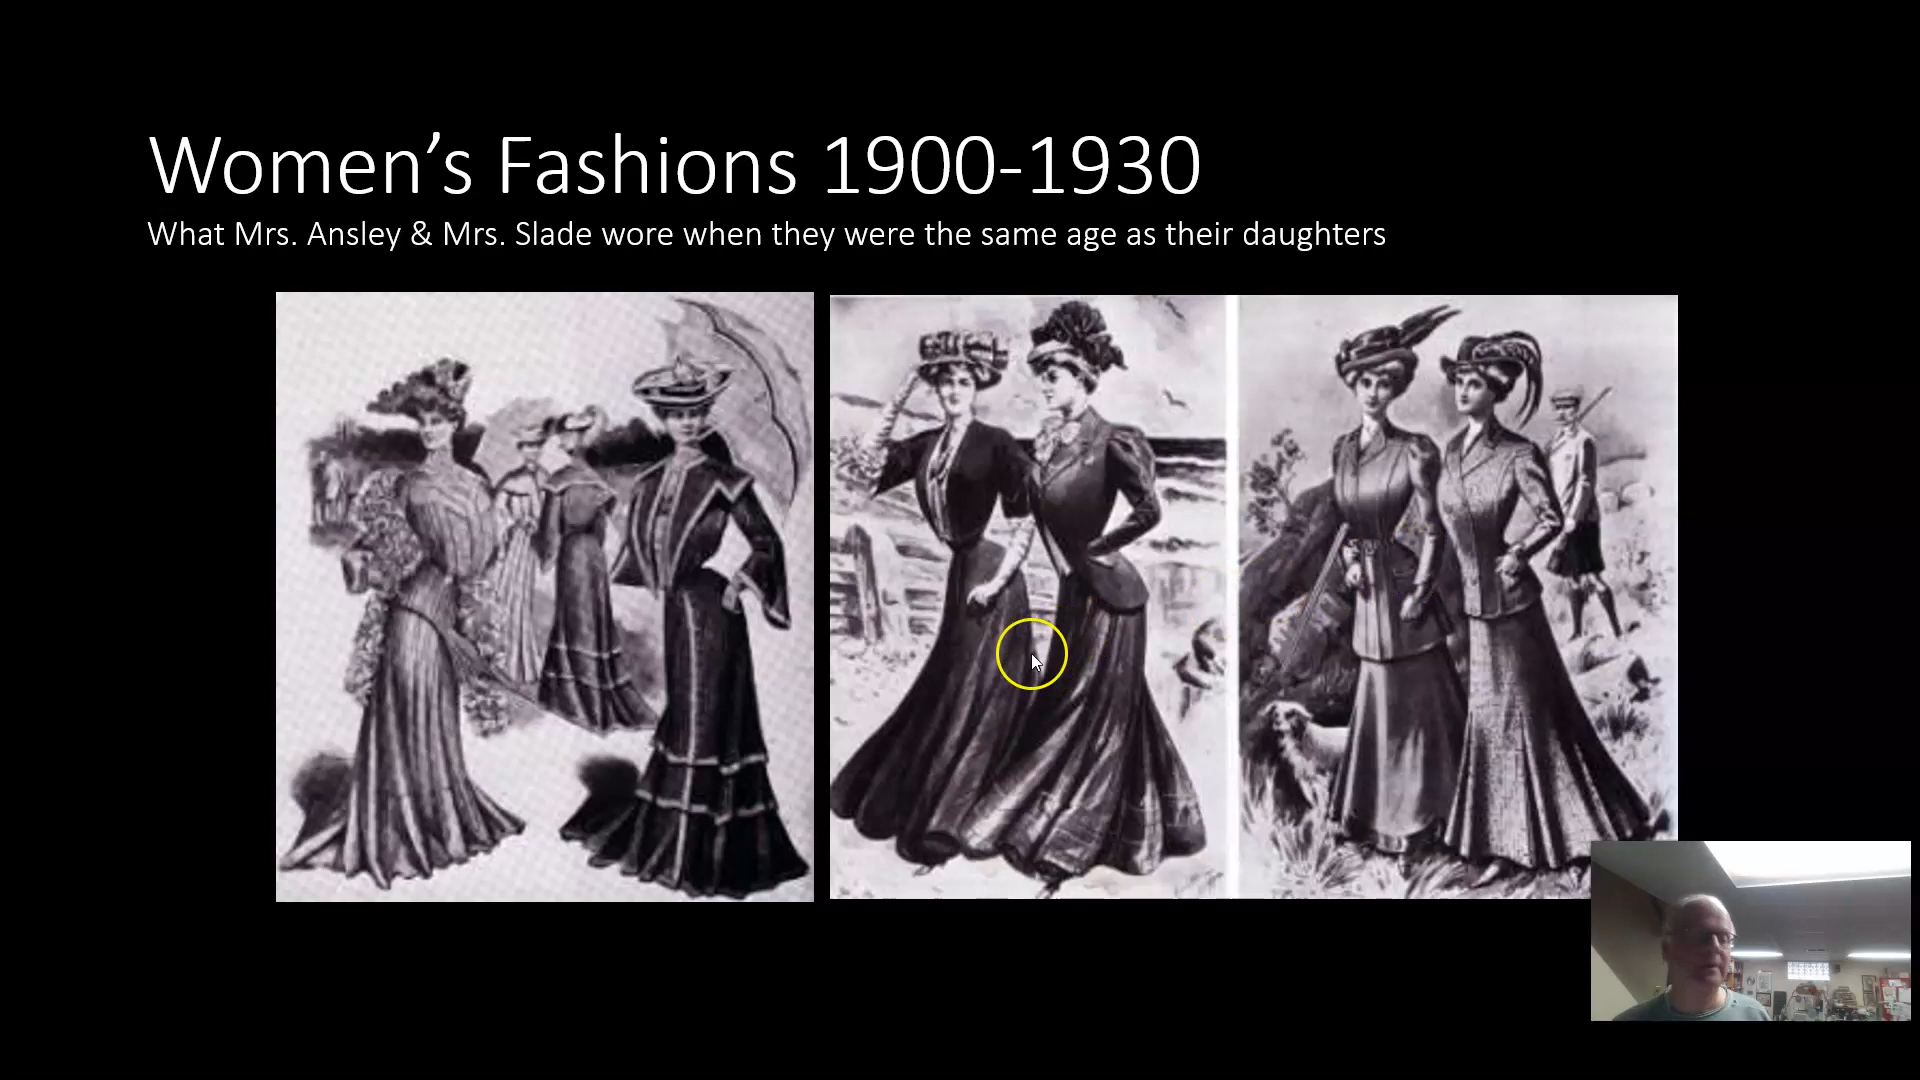 Women’s Fashions 1900-1930
What Mrs. Ansley & Mrs. Slade wore when they were the same age as their daughters